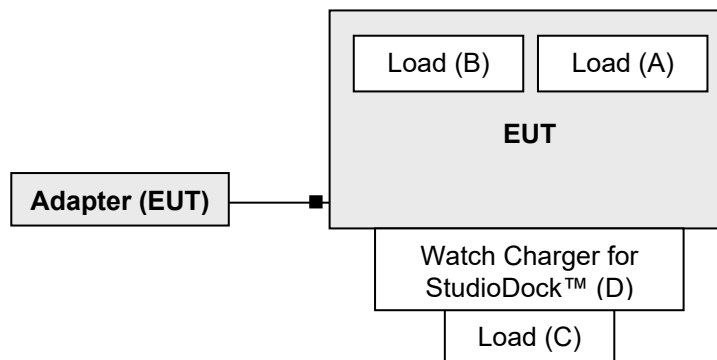 Load (B)
Load (A)
EUT
Adapter (EUT)
Watch Charger for
StudioDock™ (D)
Load (C)